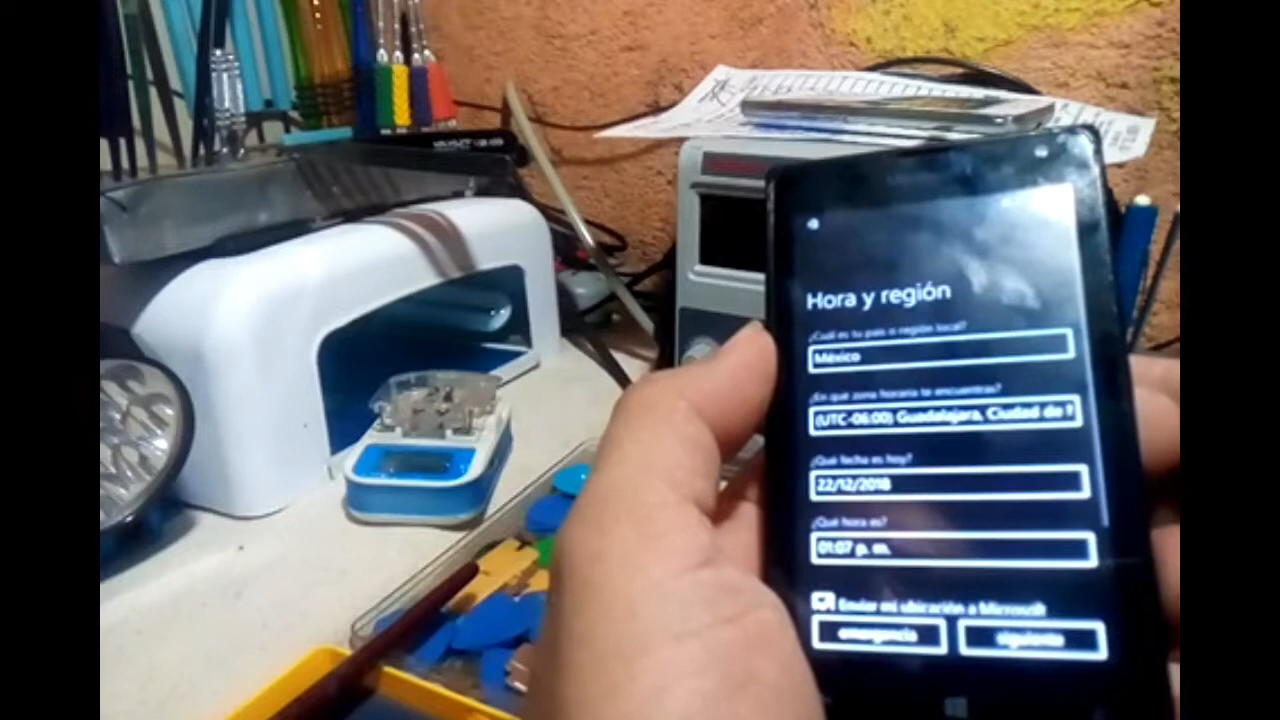 Hora y región
¿Cuál es tu país o región local?
México
¿En qué zona horaria te encuentras?
(UTC-06:00) Guadalajara, Ciudad de
¿Qué fecha es hoy?
22/12/2018
¿Qué hora es?
01:07 p. m.
Enviar mi ubicación a Microsoft
emergencia
siguiente